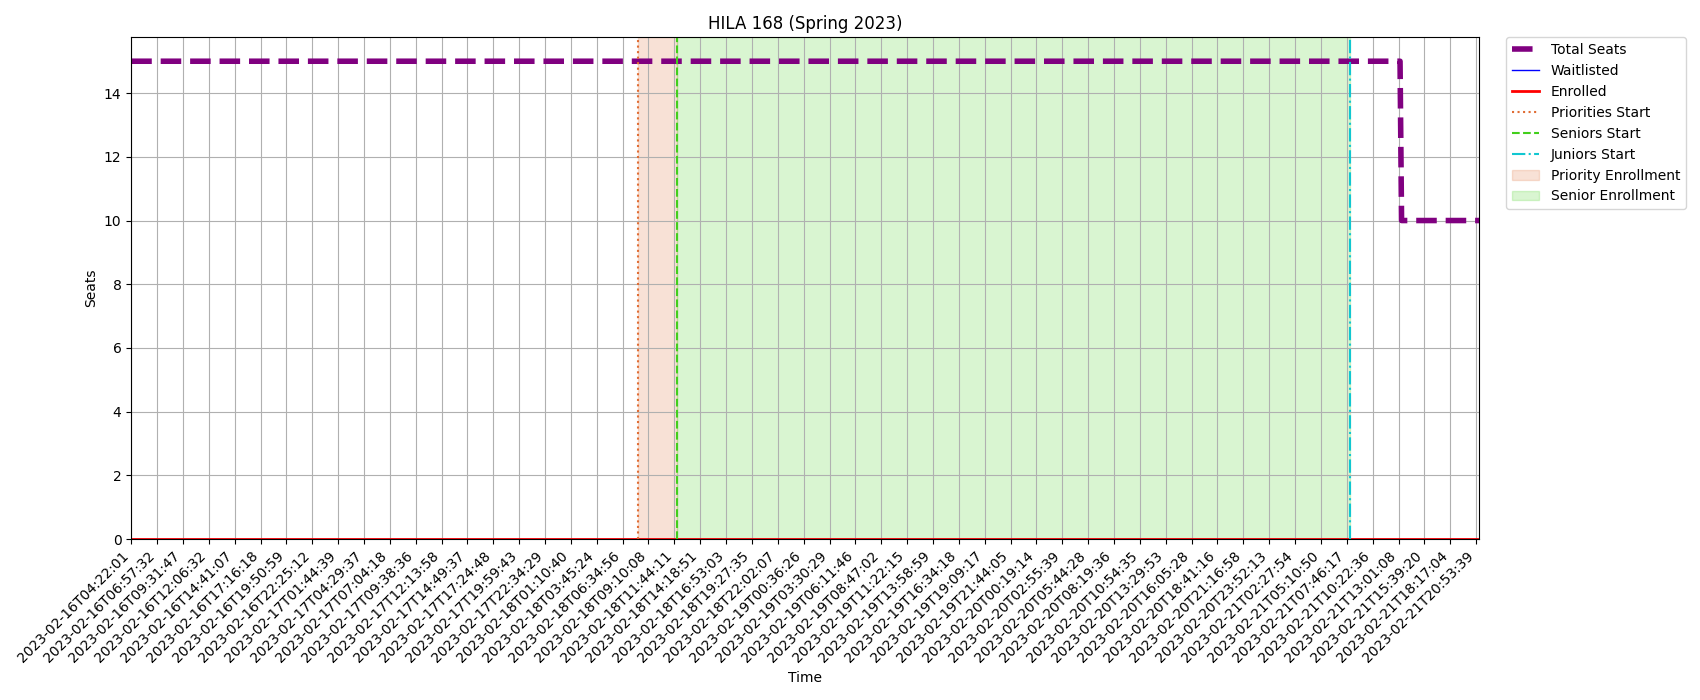 HILA 168 (Spring 2023)
Total Seats
Waitlisted
Enrolled
Priorities Start
Seniors Start
Juniors Start
Priority Enrollment
Senior Enrollment
Seats
14
12
10
8
6
4
2
0
2023-02-16T04:22:01
2023-02-16T06:57:32
2023-02-16T09:31:47
2023-02-16T12:06:32
2023-02-16T14:41:07
2023-02-16T17:16:18
2023-02-16T19:50:59
2023-02-16T22:25:12
2023-02-17T01:44:39
2023-02-17T04:29:37
2023-02-17T07:04:18
2023-02-17T09:38:36
2023-02-17T12:13:58
2023-02-17T14:49:37
2023-02-17T17:24:48
2023-02-17T19:59:43
2023-02-17T22:34:29
2023-02-18T01:10:40
2023-02-18T03:45:24
2023-02-18T06:34:56
2023-02-18T09:10:08
2023-02-18T11:44:11
2023-02-18T14:18:51
2023-02-18T16:53:03
2023-02-18T19:27:35
2023-02-18T22:02:07
2023-02-19T00:36:26
2023-02-19T03:30:29
2023-02-19T06:11:46
2023-02-19T08:47:02
2023-02-19T11:22:15
2023-02-19T13:58:59
2023-02-19T16:34:18
2023-02-19T19:09:17
2023-02-19T21:44:05
2023-02-20T00:19:14
2023-02-20T02:55:39
2023-02-20T05:44:28
2023-02-20T08:19:36
2023-02-20T10:54:35
2023-02-20T13:29:53
2023-02-20T16:05:28
2023-02-20T18:41:16
2023-02-20T21:16:58
2023-02-20T23:52:13
2023-02-21T02:27:54
2023-02-21T05:10:50
2023-02-21T07:46:17
2023-02-21T10:22:36
2023-02-21T13:01:08
2023-02-21T15:39:20
2023-02-21T18:17:04
2023-02-21T20:53:39
Time